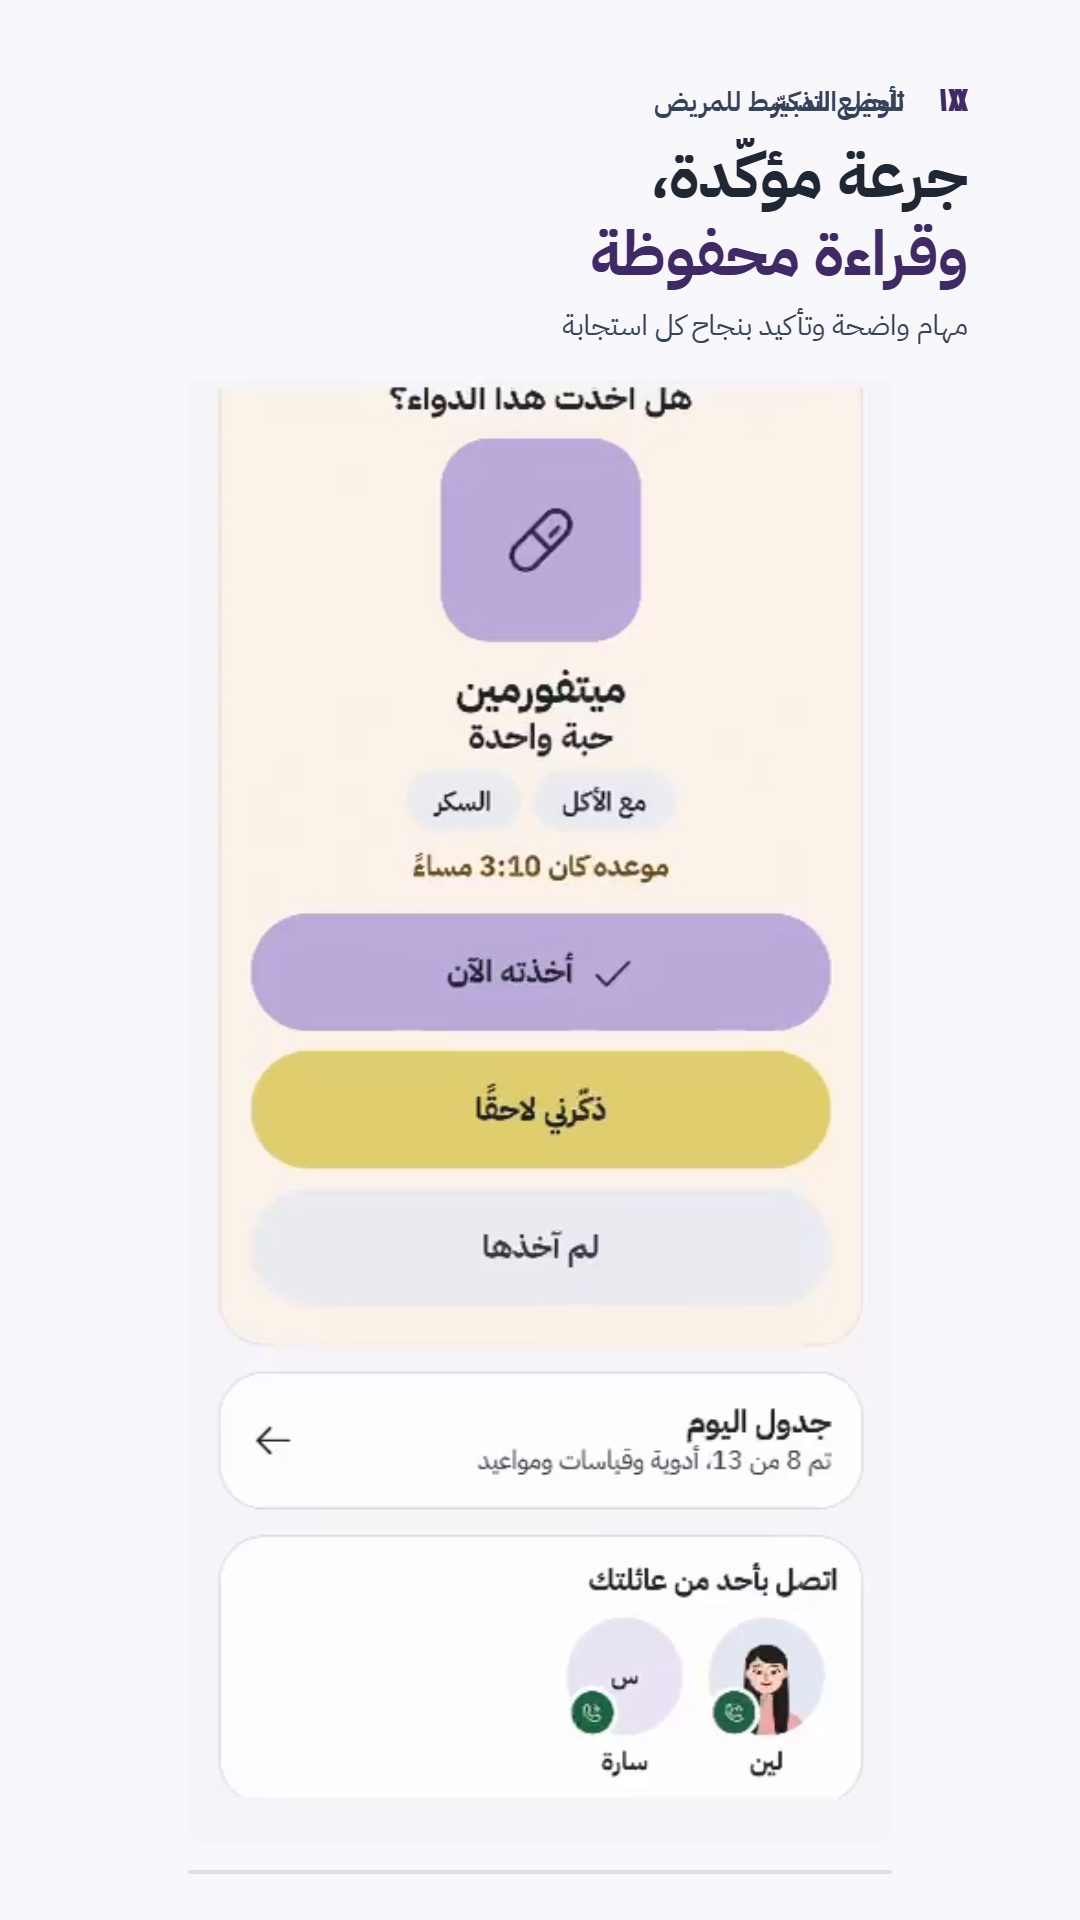 للمريض
جرعة مؤكّدة،
وقراءة محفوظة
مهام واضحة وتأكيد بنجاح كل استجابة
هل أخذت هذا الدواء؟
ميتفورمين
حبة واحدة
مع الأكل
السكر
موعده كان 3:10 مساءً
أخذته الآن
ذكّرني لاحقًا
لم آخذها
جدول اليوم
تم 8 من 13، أدوية وقياسات ومواعيد
اتصل بأحد من عائلتك
س
لين
سارة